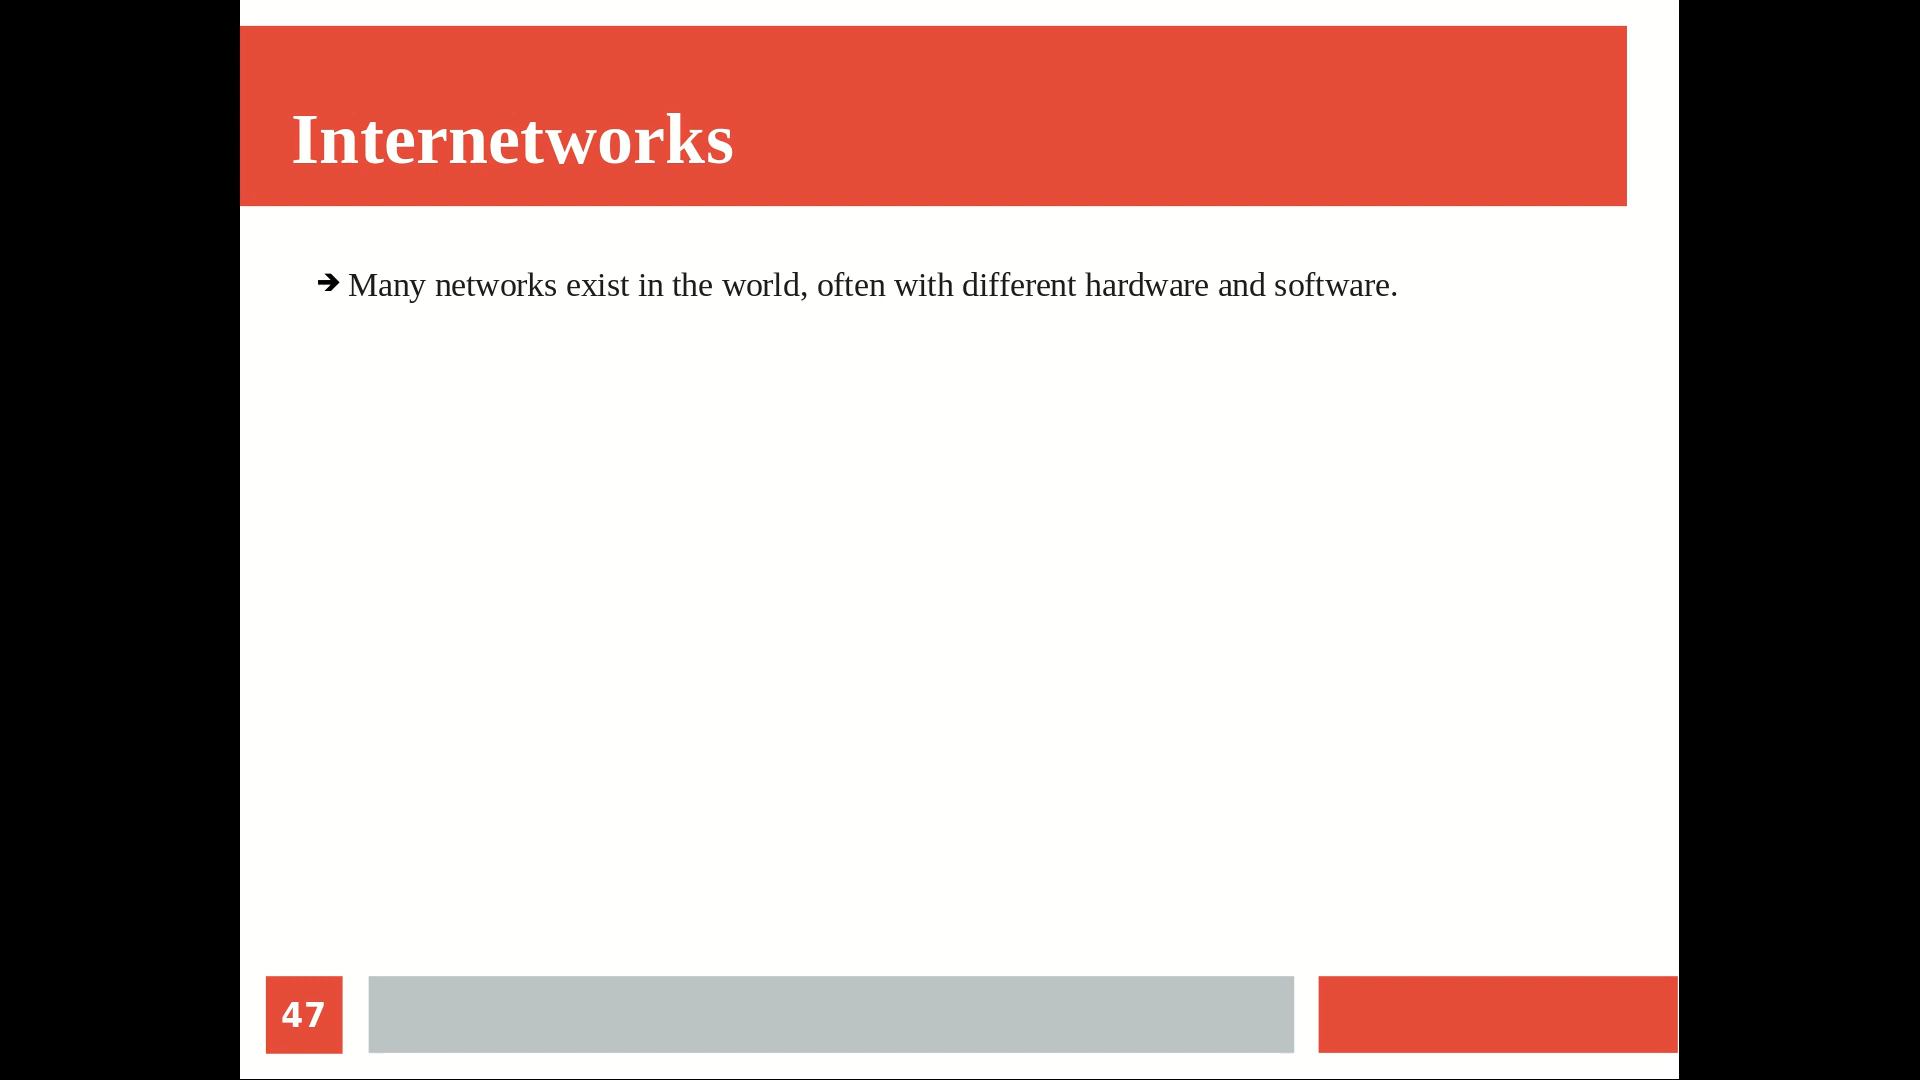 Internetworks
➔ Many networks exist in the world, often with different hardware and software.
47